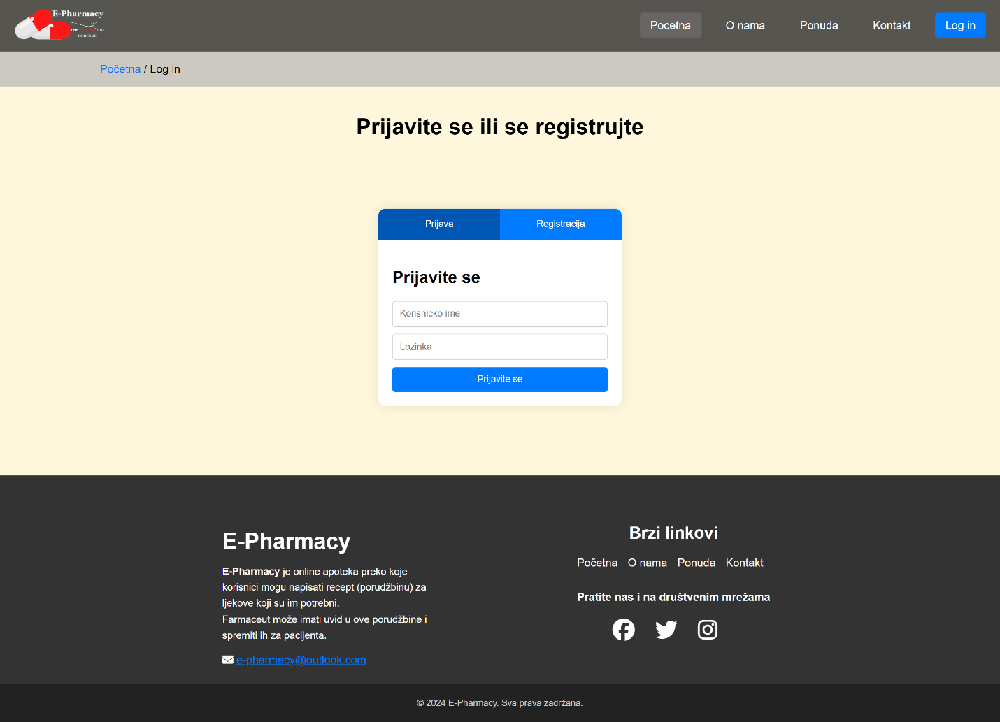 E-Pharmacy
THE HEALTH YOU
DESERVE
Pocetna O nama Ponuda Kontakt Log in
Početna / Log in
Prijavite se ili se registrujte
Prijava Registracija
Prijavite se
Korisnicko ime
Lozinka
Prijavite se
E-Pharmacy
E-Pharmacy je online apoteka preko koje
korisnici mogu napisati recept (porudžbinu) za
ljekove koji su im potrebni.
Farmaceut može imati uvid u ove porudžbine i
spremiti ih za pacijenta.
e-pharmacy@outlook.com
Brzi linkovi
Početna O nama Ponuda Kontakt
Pratite nas i na društvenim mrežama
© 2024 E-Pharmacy. Sva prava zadržana.